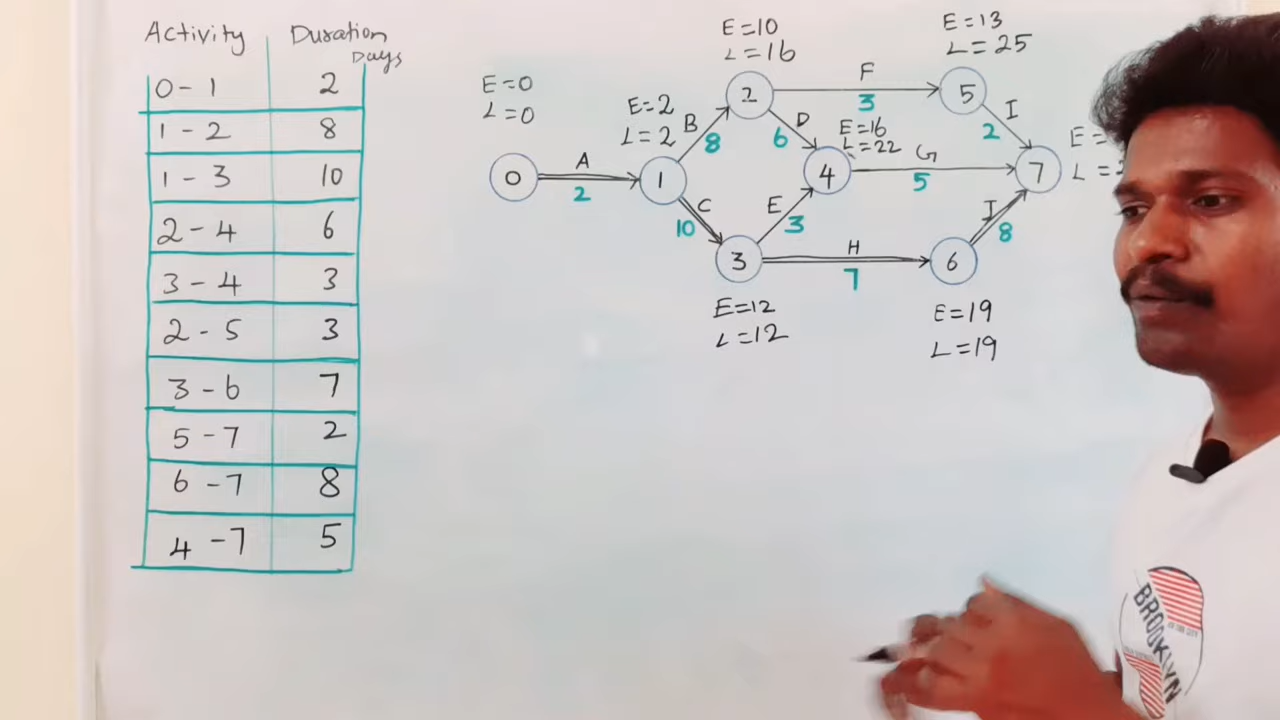 Activity Duration
Days
0 - 1 2
1 - 2 8
1 - 3 10
2 - 4 6
3 - 4 3
2 - 5 3
3 - 6 7
5 - 7 2
6 - 7 8
4 - 7 5
E=0
L=0
0
A
2
E=2
L=2
1
B
8
C
10
E=10
L=16
2
F
3
D
6
E=13
L=25
5
I
2
E=16
L=22
4
G
5
E
3
3
E=12
L=12
H
7
6
E=19
L=19
I
8
7
E=
L=
BROOKLYN